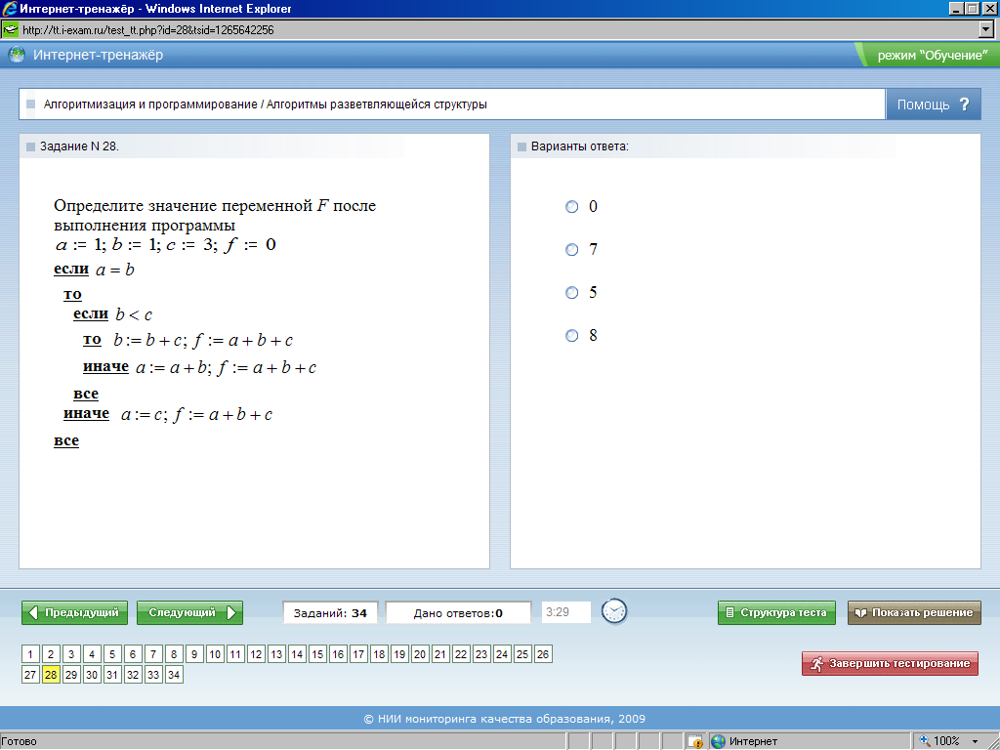 Интернет-тренажёр - Windows Internet Explorer
http://tt.i-exam.ru/test_tt.php?id=28&tsid=1265642256
Интернет-тренажёр
режим "Обучение"
Алгоритмизация и программирование / Алгоритмы разветвляющейся структуры
Помощь ?
Задание N 28.
Определите значение переменной F после
выполнения программы
a := 1; b := 1; c := 3; f := 0
если a = b
то
если b < c
то b := b + c; f := a + b + c
иначе a := a + b; f := a + b + c
все
иначе a := c; f := a + b + c
все
Варианты ответа:
0
7
5
8
Предыдущий
Следующий
Заданий: 34
Дано ответов:0
3:29
Структура теста
Показать решение
1 2 3 4 5 6 7 8 9 10 11 12 13 14 15 16 17 18 19 20 21 22 23 24 25 26
27 28 29 30 31 32 33 34
Завершить тестирование
© НИИ мониторинга качества образования, 2009
Готово
Интернет
100%